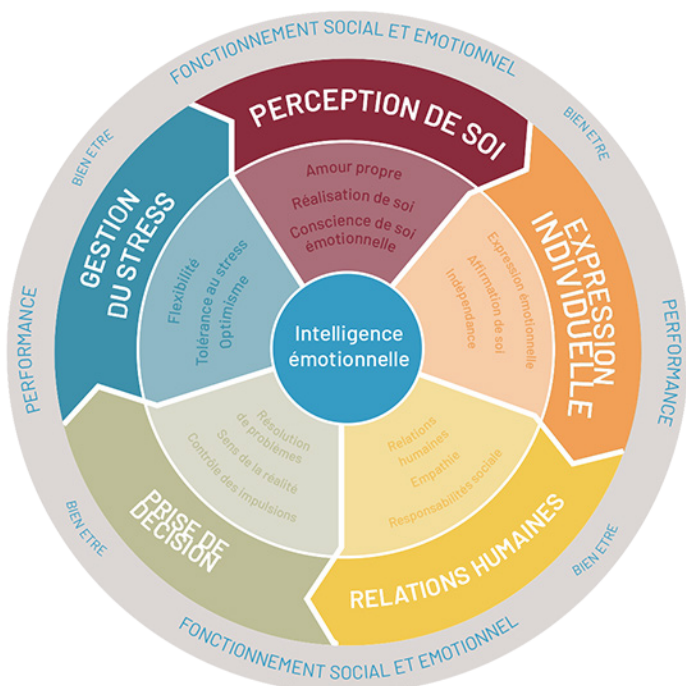 FONCTIONNEMENT SOCIAL ET EMOTIONNEL
BIEN ETRE
BIEN ETRE
PERFORMANCE
PERFORMANCE
BIEN ETRE
BIEN ETRE
FONCTIONNEMENT SOCIAL ET EMOTIONNEL
PERCEPTION DE SOI
Amour propre
Réalisation de soi
Conscience de soi
émotionnelle
EXPRESSION
INDIVIDUELLE
Expression émotionnelle
Affirmation de soi
Indépendance
RELATIONS HUMAINES
Relations
humaines
Empathie
Responsabilités sociale
PRISE DE
DECISION
Résolution
de problèmes
Sens de la réalité
Contrôle des impulsions
GESTION
DU STRESS
Flexibilité
Tolérance au stress
Optimisme
Intelligence
émotionnelle